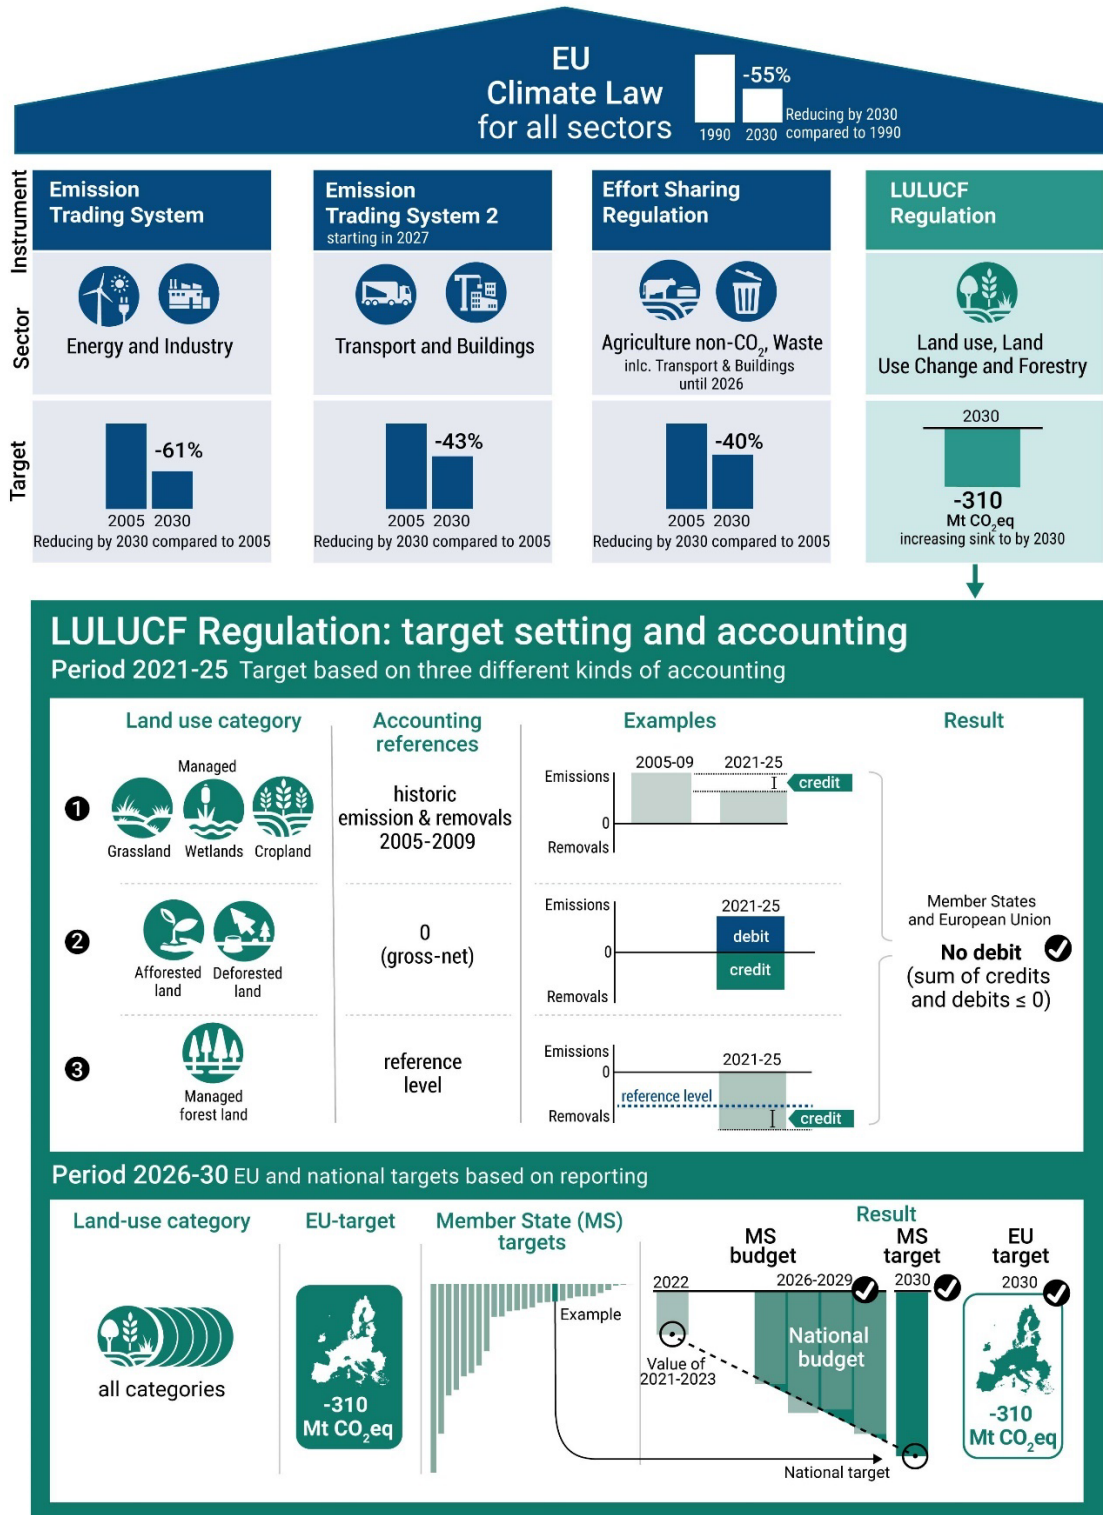 EU
Climate Law
for all sectors
-55%
1990 2030
Reducing by 2030
compared to 1990
Instrument
Emission
Trading System
Emission
Trading System 2
starting in 2027
Effort Sharing
Regulation
LULUCF
Regulation
Sector
Energy and Industry
Transport and Buildings
Agriculture non-CO₂, Waste
inlc. Transport & Buildings
until 2026
Land use, Land
Use Change and Forestry
Target
-61%
2005 2030
Reducing by 2030 compared to 2005
-43%
2005 2030
Reducing by 2030 compared to 2005
-40%
2005 2030
Reducing by 2030 compared to 2005
2030
-310
Mt CO₂eq
increasing sink to by 2030
LULUCF Regulation: target setting and accounting
Period 2021-25 Target based on three different kinds of accounting
Land use category
Accounting
references
Examples
Result
1
Managed
Grassland Wetlands Cropland
historic
emission & removals
2005-2009
2005-09 2021-25
Emissions
credit
0
Removals
2
Afforested
land
Deforested
land
0
(gross-net)
Emissions
2021-25
debit
0
credit
Removals
3
Managed
forest land
reference
level
Emissions
2021-25
0
reference level
Removals
credit
Member States
and European Union
No debit
(sum of credits
and debits ≤ 0)
Period 2026-30 EU and national targets based on reporting
Land-use category
EU-target
Member State (MS)
targets
Result
MS
budget
MS
target
EU
target
all categories
-310
Mt CO₂eq
Example
2022
2026-2029
2030
2030
Value of
2021-2023
National
budget
National target
-310
Mt CO₂eq